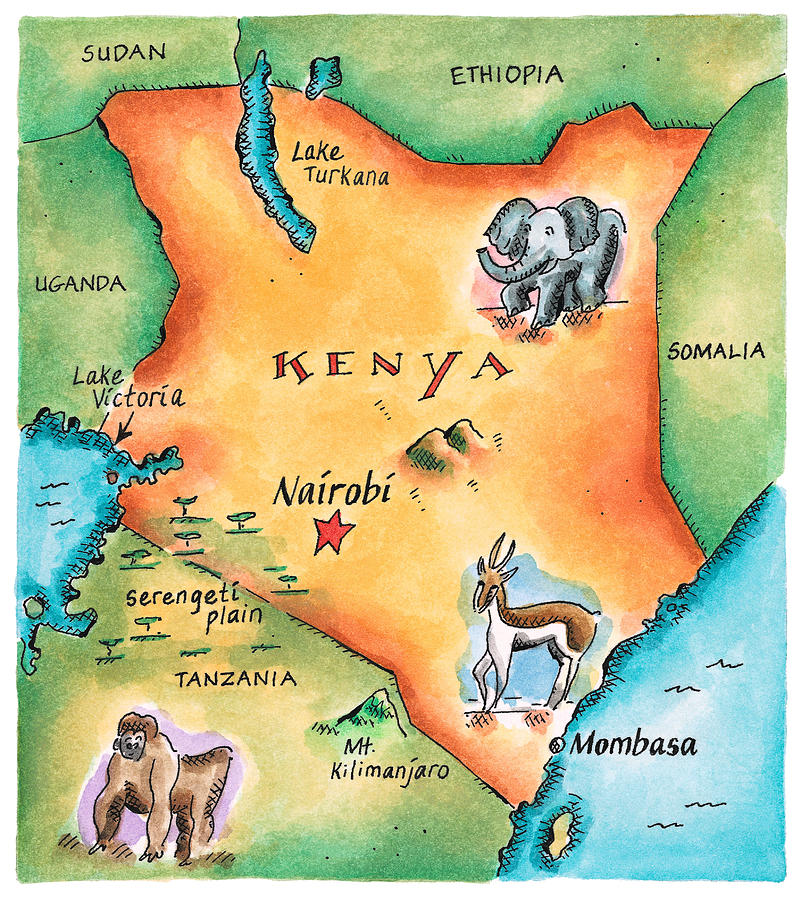 SUDAN
ETHIOPIA
Lake
Turkana
UGANDA
SOMALIA
KENYA
Lake
Victoria
Nairobi
Serengeti
plain
TANZANIA
Mt.
Kilimanjaro
Mombasa